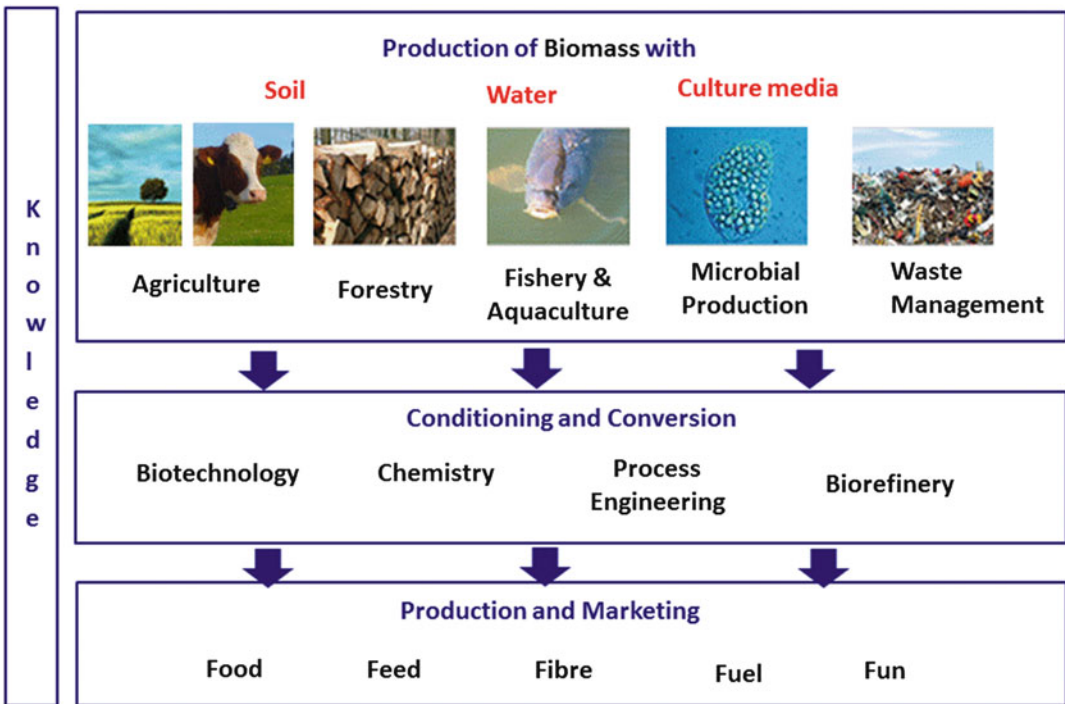 Knowledge
Production of Biomass with
Soil
Water
Culture media
Agriculture
Forestry
Fishery &
Aquaculture
Microbial
Production
Waste
Management
Conditioning and Conversion
Biotechnology
Chemistry
Process
Engineering
Biorefinery
Production and Marketing
Food
Feed
Fibre
Fuel
Fun